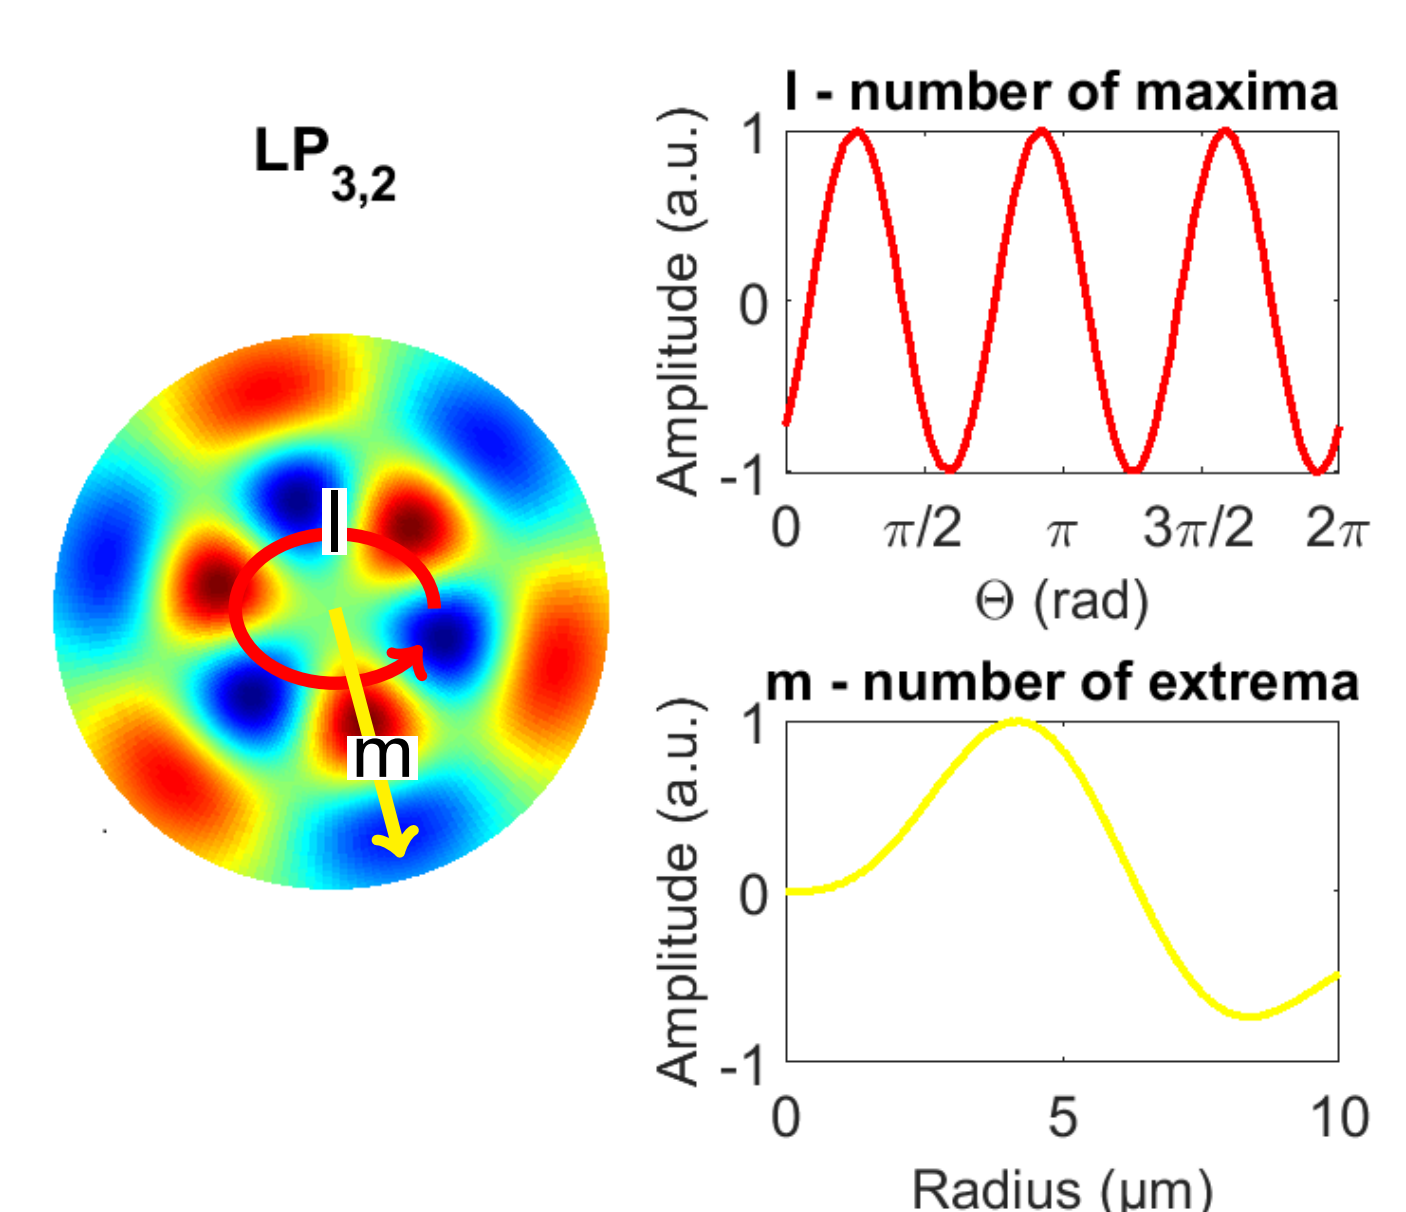 LP3,2
l
m
l - number of maxima
Amplitude (a.u.)
1
0
-1
0 π/2 π 3π/2 2π
Θ (rad)
m - number of extrema
Amplitude (a.u.)
1
0
-1
0 5 10
Radius (µm)